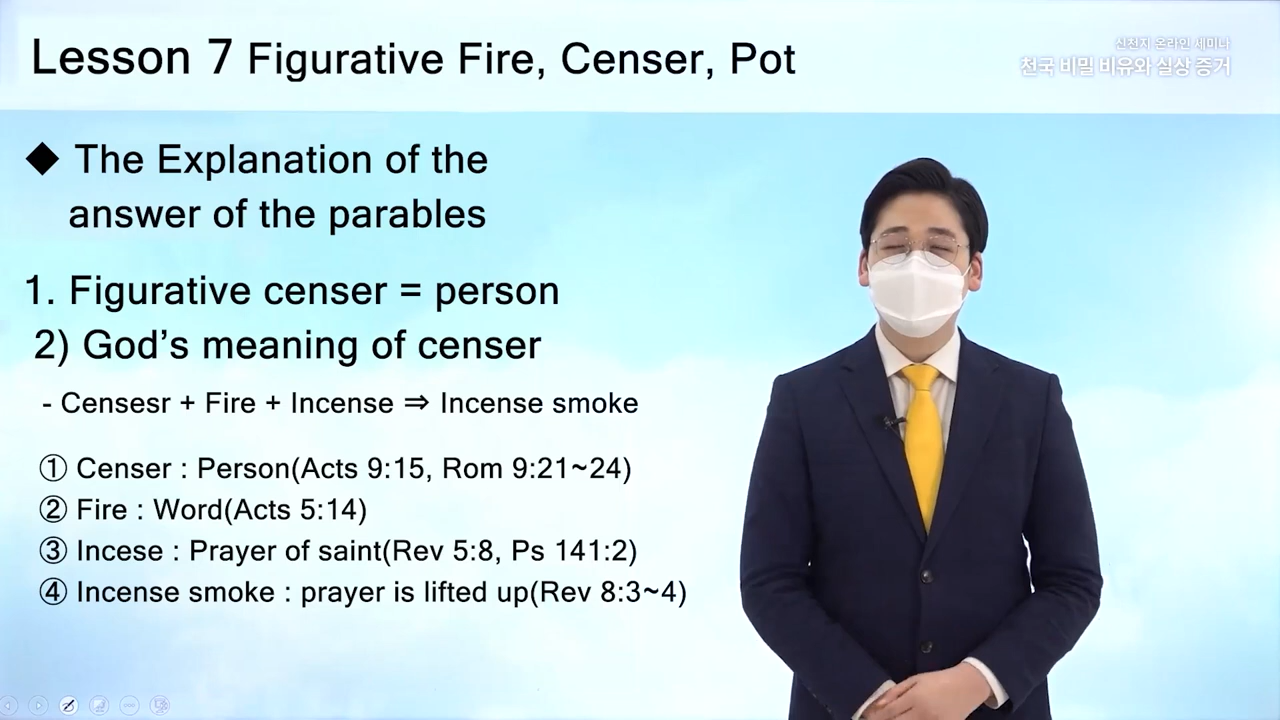 Lesson 7 Figurative Fire, Censer, Pot
신천지 온라인 세미나
천국 비밀 비유와 실상 증거
◆ The Explanation of the
answer of the parables
1. Figurative censer = person
2) God’s meaning of censer
- Censesr + Fire + Incense ⇒ Incense smoke
① Censer : Person(Acts 9:15, Rom 9:21~24)
② Fire : Word(Acts 5:14)
③ Incese : Prayer of saint(Rev 5:8, Ps 141:2)
④ Incense smoke : prayer is lifted up(Rev 8:3~4)